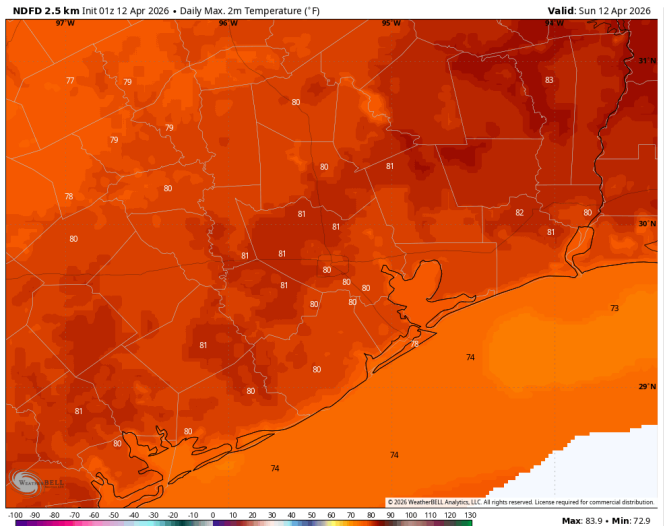 NDFD 2.5 km Init 01z 12 Apr 2026 • Daily Max. 2m Temperature (°F)
Valid: Sun 12 Apr 2026
97°W 96°W 95°W 94°W
31°N
77 79 83
80
79 79
80 81
78 80
81 82 80
80 81 81 30°N
81 81
80
81 80 80
80 80
73
81 78
74
80
29°N
80
81
80
80
74
74
WEATHERBELL
© 2026 WeatherBELL Analytics, LLC. All rights reserved. License required for commercial distribution.
-100 -90 -80 -70 -60 -50 -40 -30 -20 -10 0 10 20 30 40 50 60 70 80 90 100 110 120 130
Max: 83.9 • Min: 72.9